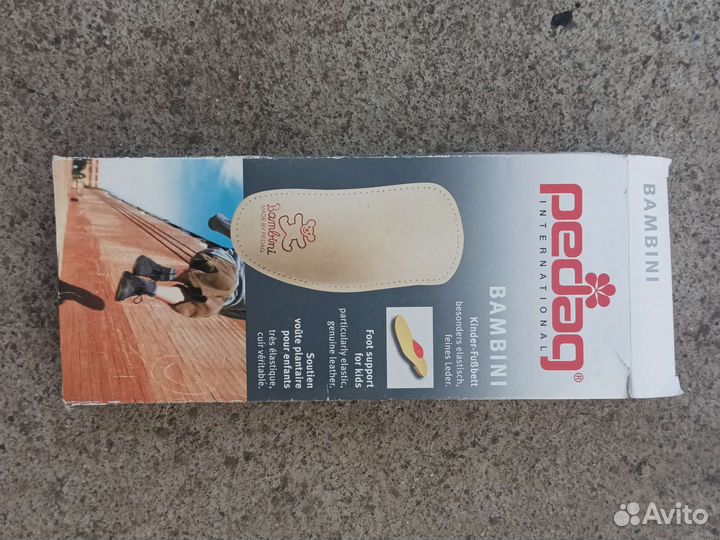 BAMBINI
pedag®
INTERNATIONAL
BAMBINI
Kinder-Fußbett
besonders elastisch,
feines Leder.
Foot support
for kids
particularly elastic,
genuine leather.
Soutien
voûte plantaire
pour enfants
très élastique,
cuir véritable.
Bambini
MADE BY PEDAG
Avito